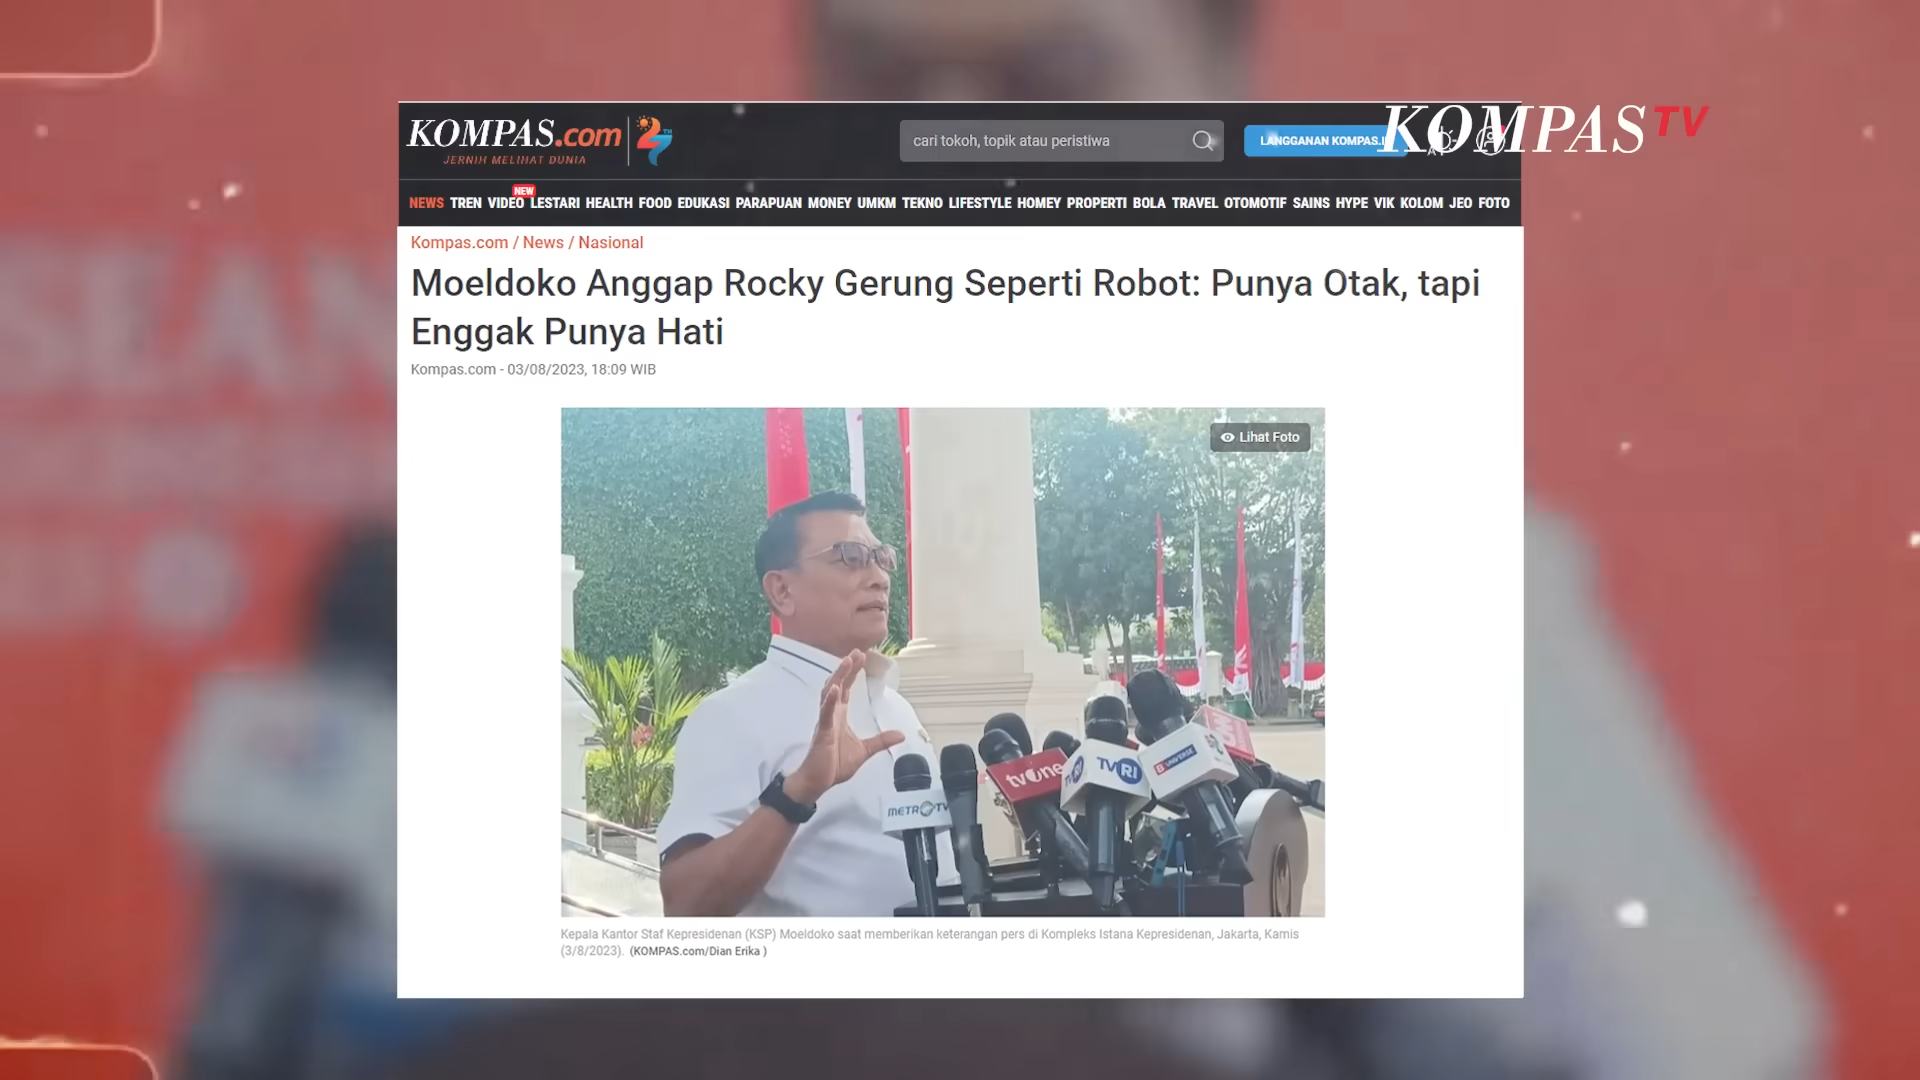 KOMPAS.com
27 TH
JERNIH MELIHAT DUNIA
cari tokoh, topik atau peristiwa
LANGGANAN KOMPAS.
KOMPAS TV
NEW
NEWS TREN VIDEO LESTARI HEALTH FOOD EDUKASI PARAPUAN MONEY UMKM TEKNO LIFESTYLE HOMEY PROPERTI BOLA TRAVEL OTOMOTIF SAINS HYPE VIK KOLOM JEO FOTO
Kompas.com / News / Nasional
Moeldoko Anggap Rocky Gerung Seperti Robot: Punya Otak, tapi
Enggak Punya Hati
Kompas.com - 03/08/2023, 18:09 WIB
Lihat Foto
METRO TV
tvOne
TVRI
B UNIVERSE
Kepala Kantor Staf Kepresidenan (KSP) Moeldoko saat memberikan keterangan pers di Kompleks Istana Kepresidenan, Jakarta, Kamis
(3/8/2023). (KOMPAS.com/Dian Erika )